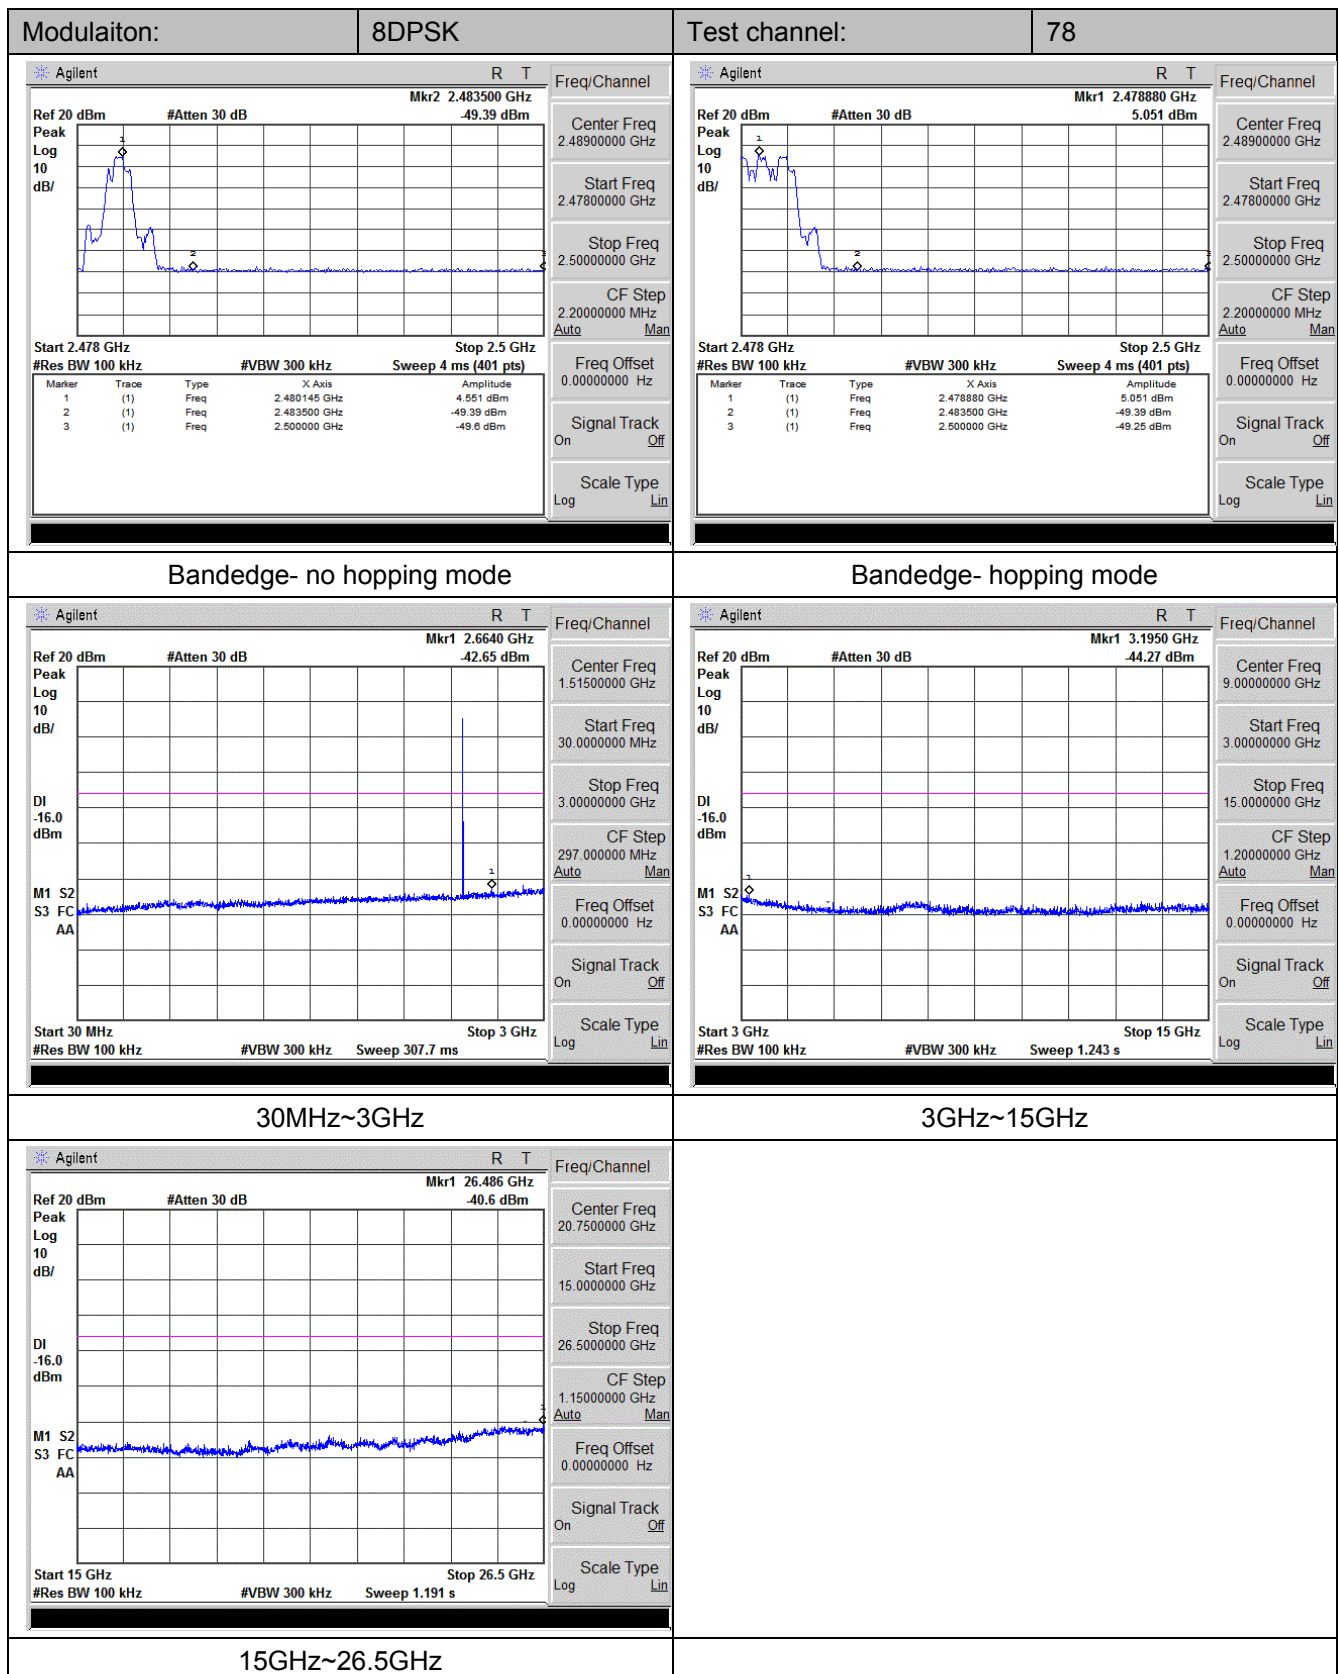 Modulaiton: 8DPSK Test channel: 78
Agilent R T
Mkr2 2.483500 GHz
Ref 20 dBm #Atten 30 dB -49.39 dBm
Peak
Log
10
dB/
1
2
Start 2.478 GHz Stop 2.5 GHz
#Res BW 100 kHz #VBW 300 kHz Sweep 4 ms (401 pts)
Marker Trace Type X Axis Amplitude
1 (1) Freq 2.480145 GHz 4.551 dBm
2 (1) Freq 2.483500 GHz -49.39 dBm
3 (1) Freq 2.500000 GHz -49.6 dBm
Freq/Channel
Center Freq
2.48900000 GHz
Start Freq
2.47800000 GHz
Stop Freq
2.50000000 GHz
CF Step
2.20000000 MHz
Auto Man
Freq Offset
0.00000000 Hz
Signal Track
On Off
Scale Type
Log Lin
Agilent R T
Mkr1 2.478880 GHz
Ref 20 dBm #Atten 30 dB 5.051 dBm
Peak
Log
10
dB/
1
2
Start 2.478 GHz Stop 2.5 GHz
#Res BW 100 kHz #VBW 300 kHz Sweep 4 ms (401 pts)
Marker Trace Type X Axis Amplitude
1 (1) Freq 2.478880 GHz 5.051 dBm
2 (1) Freq 2.483500 GHz -49.39 dBm
3 (1) Freq 2.500000 GHz -49.25 dBm
Freq/Channel
Center Freq
2.48900000 GHz
Start Freq
2.47800000 GHz
Stop Freq
2.50000000 GHz
CF Step
2.20000000 MHz
Auto Man
Freq Offset
0.00000000 Hz
Signal Track
On Off
Scale Type
Log Lin
Bandedge- no hopping mode Bandedge- hopping mode
Agilent R T
Mkr1 2.6640 GHz
Ref 20 dBm #Atten 30 dB -42.65 dBm
Peak
Log
10
dB/
DI
-16.0
dBm
1
M1 S2
S3 FC
AA
Start 30 MHz Stop 3 GHz
#Res BW 100 kHz #VBW 300 kHz Sweep 307.7 ms
Freq/Channel
Center Freq
1.51500000 GHz
Start Freq
30.0000000 MHz
Stop Freq
3.00000000 GHz
CF Step
297.000000 MHz
Auto Man
Freq Offset
0.00000000 Hz
Signal Track
On Off
Scale Type
Log Lin
Agilent R T
Mkr1 3.1950 GHz
Ref 20 dBm #Atten 30 dB -44.27 dBm
Peak
Log
10
dB/
DI
-16.0
dBm
1
M1 S2
S3 FC
AA
Start 3 GHz Stop 15 GHz
#Res BW 100 kHz #VBW 300 kHz Sweep 1.243 s
Freq/Channel
Center Freq
9.00000000 GHz
Start Freq
3.00000000 GHz
Stop Freq
15.0000000 GHz
CF Step
1.20000000 GHz
Auto Man
Freq Offset
0.00000000 Hz
Signal Track
On Off
Scale Type
Log Lin
30MHz~3GHz 3GHz~15GHz
Agilent R T
Mkr1 26.486 GHz
Ref 20 dBm #Atten 30 dB -40.6 dBm
Peak
Log
10
dB/
DI
-16.0
dBm
M1 S2
S3 FC
AA
Start 15 GHz Stop 26.5 GHz
#Res BW 100 kHz #VBW 300 kHz Sweep 1.191 s
Freq/Channel
Center Freq
20.7500000 GHz
Start Freq
15.0000000 GHz
Stop Freq
26.5000000 GHz
CF Step
1.15000000 GHz
Auto Man
Freq Offset
0.00000000 Hz
Signal Track
On Off
Scale Type
Log Lin
15GHz~26.5GHz